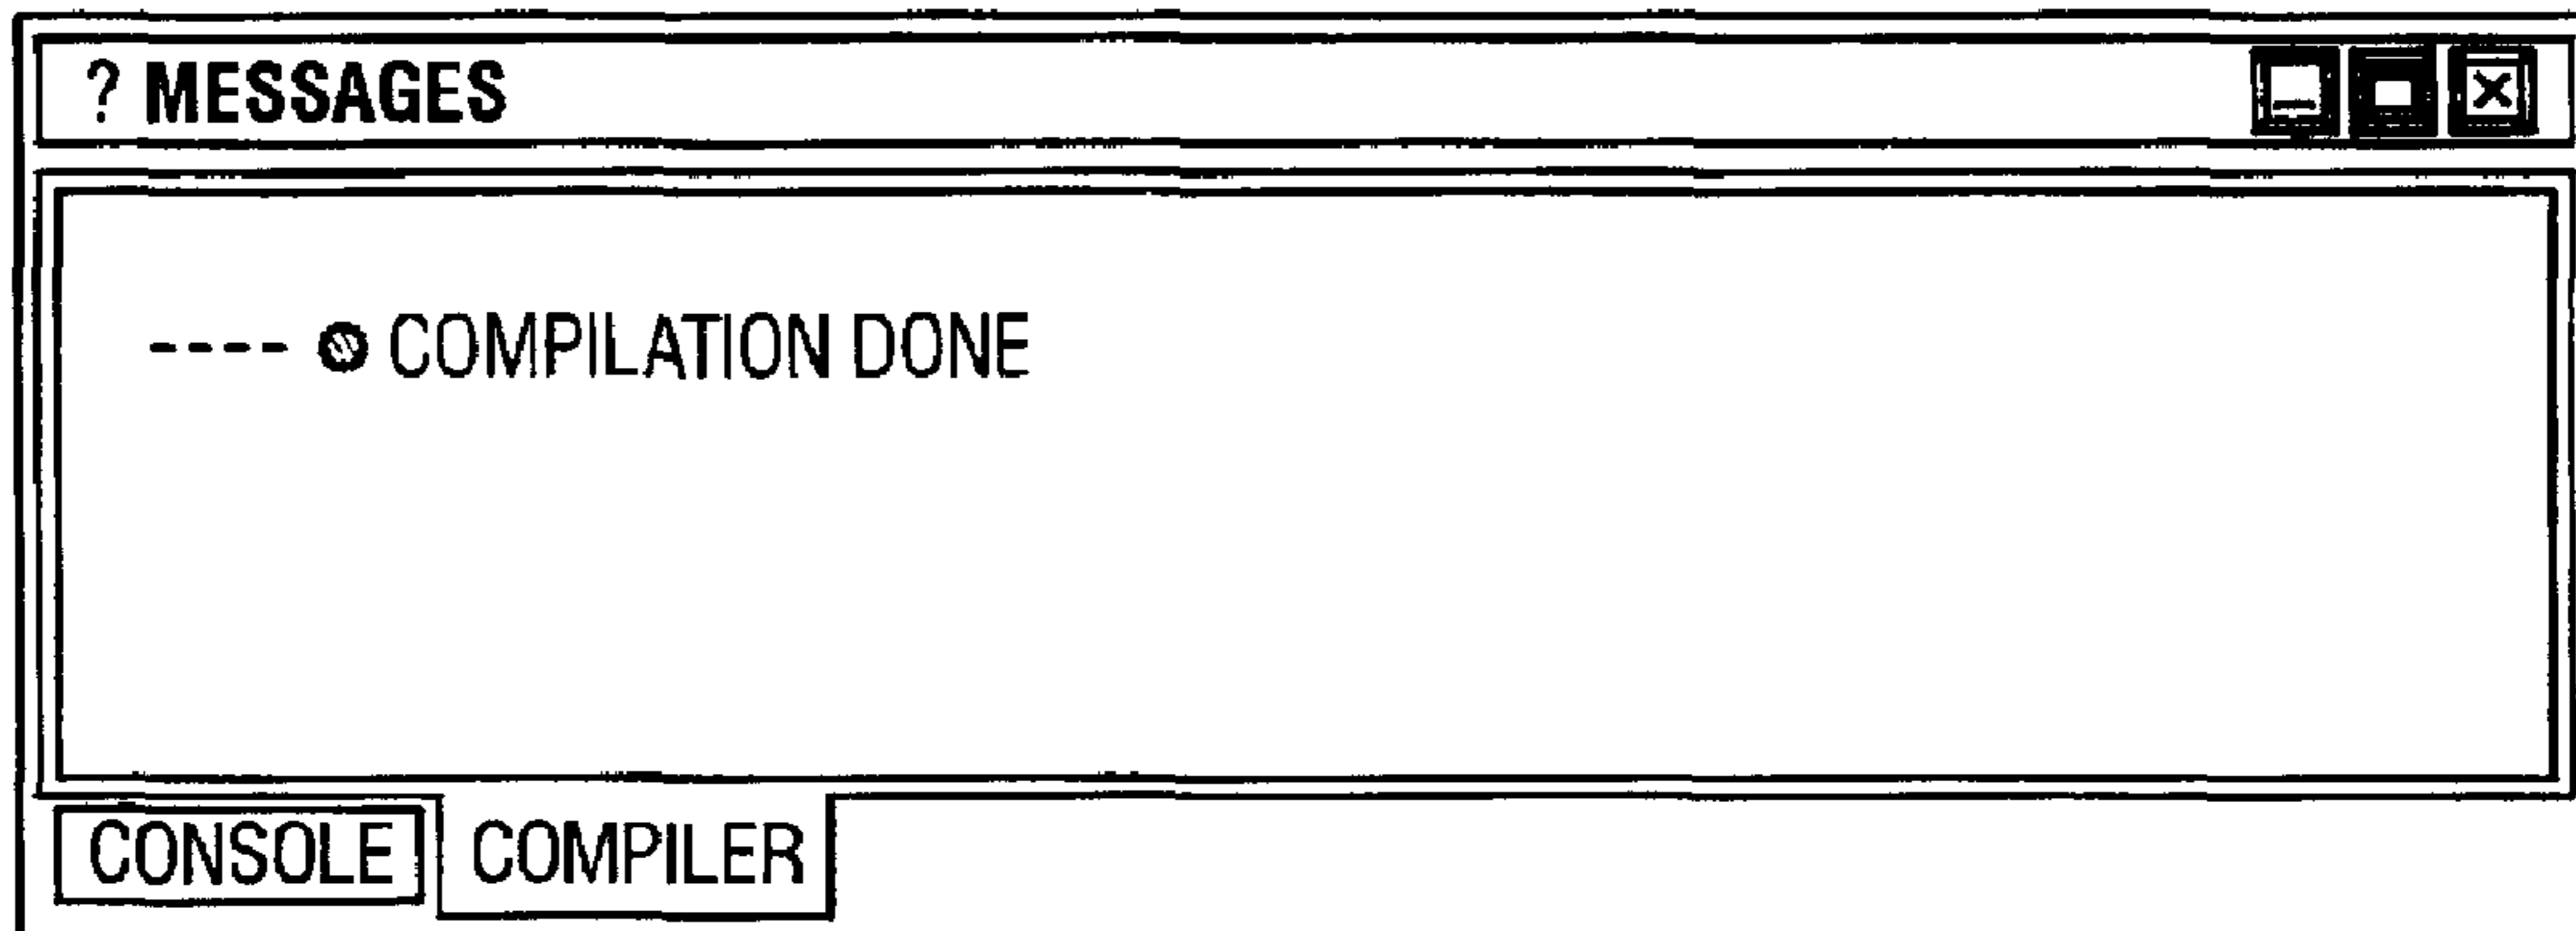 ? MESSAGES
---- COMPILATION DONE
CONSOLE COMPILER